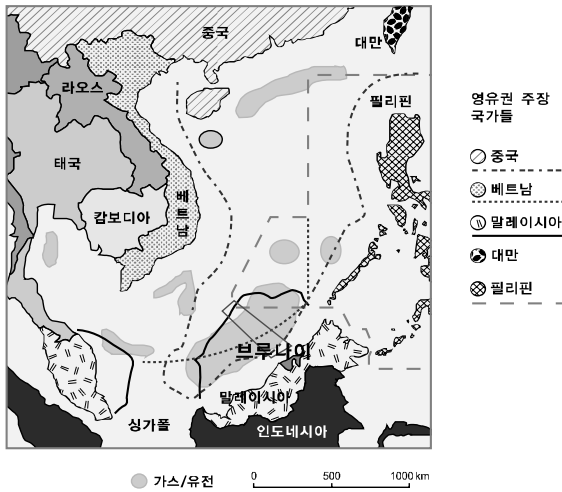 중국
대만
라오스
필리핀
태국
베트남
캄보디아
브루나이
말레이시아
싱가폴
인도네시아
영유권 주장
국가들
중국
베트남
말레이시아
대만
필리핀
가스/유전
0 500 1000 km